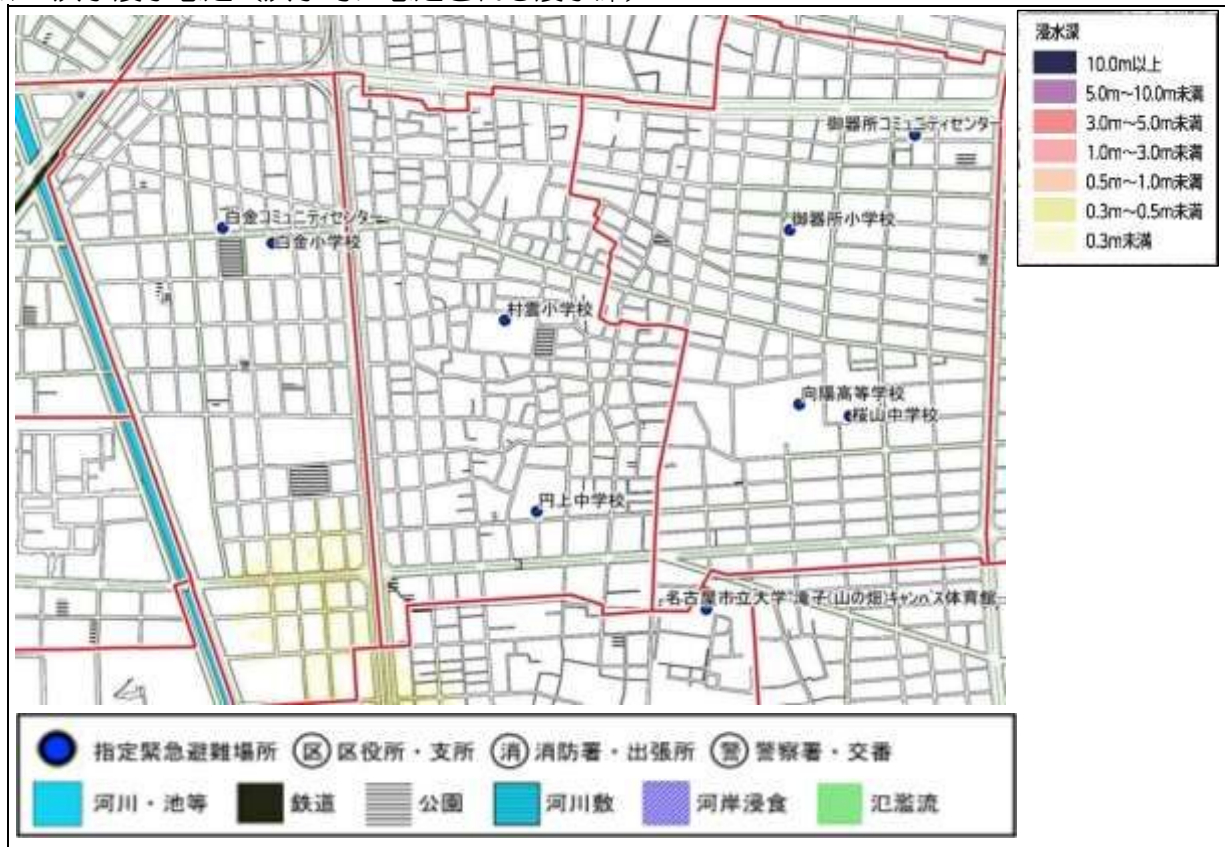 浸水深
10.0m以上
5.0m～10.0m未満
3.0m～5.0m未満
1.0m～3.0m未満
0.5m～1.0m未満
0.3m～0.5m未満
0.3m未満
御器所コミュニティセンター
白金コミュニティセンター
御器所小学校
白金小学校
村雲小学校
向陽高等学校
桜山中学校
円上中学校
名古屋市立大学滝子(山の畑)キャンパス体育館
指定緊急避難場所 区 区役所・支所 消 消防署・出張所 警 警察署・交番
河川・池等 鉄道 公園 河川敷 河岸浸食 氾濫流